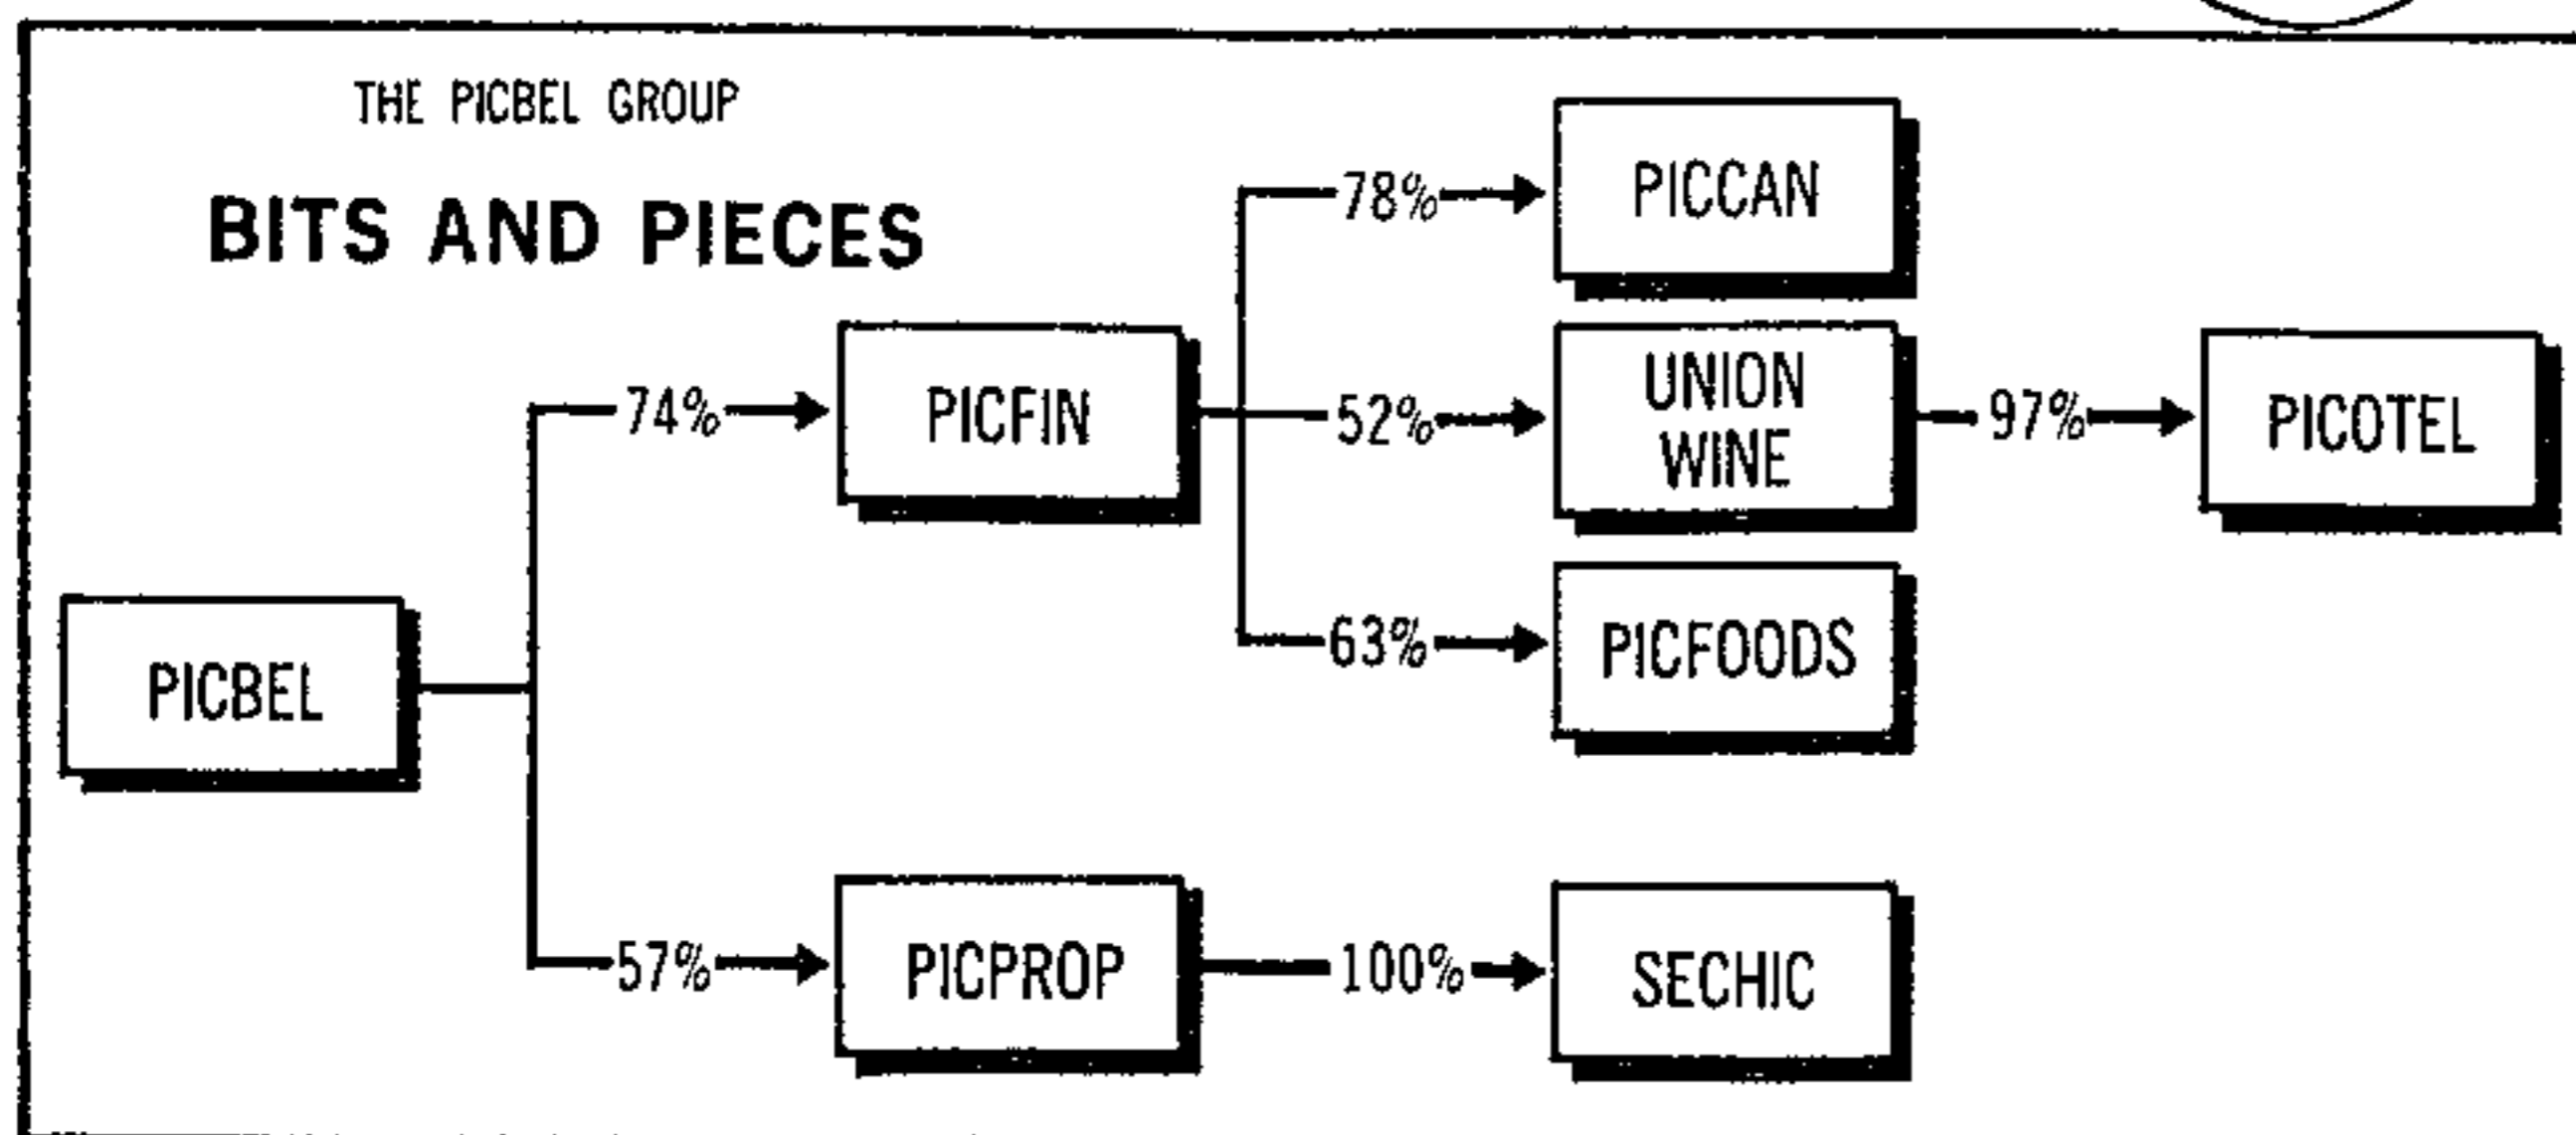 THE PICBEL GROUP
BITS AND PIECES
78%
PICCAN
74%
PICFIN
52%
UNION
WINE
97%
PICOTEL
63%
PICFOODS
PICBEL
57%
PICPROP
100%
SECHIC